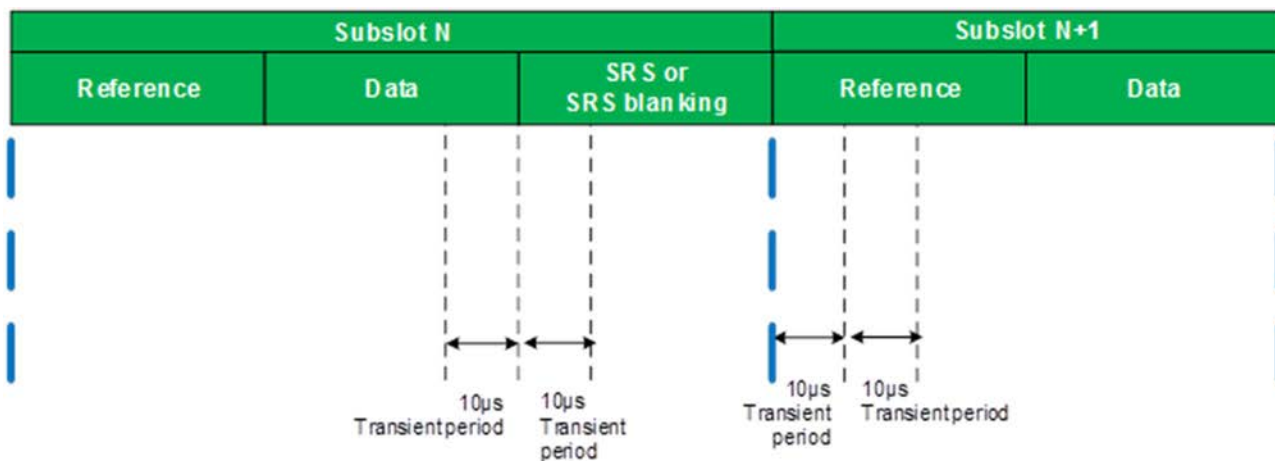 Subslot N
Subslot N+1
Reference
Data
SRS or
SRS blanking
Reference
Data
10µs
Transient period
10µs
Transient
period
10µs
Transient
period
10µs
Transient period